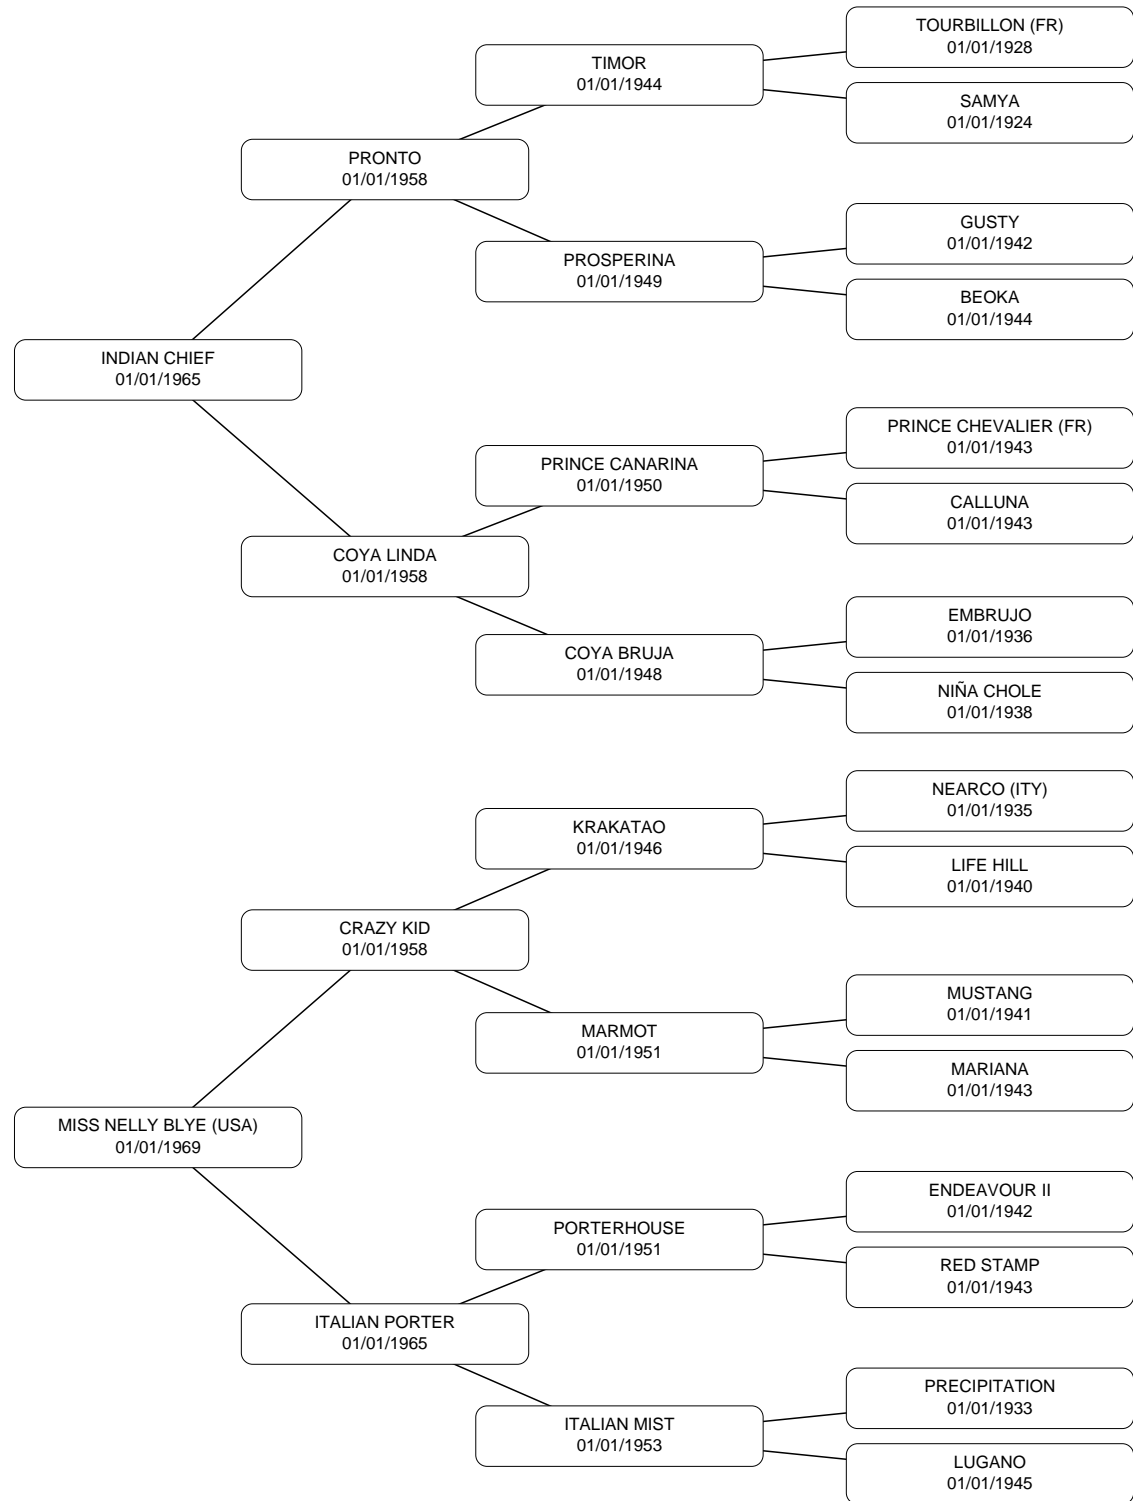 TOURBILLON (FR)
01/01/1928
TIMOR
01/01/1944
SAMYA
01/01/1924
PRONTO
01/01/1958
GUSTY
01/01/1942
PROSPERINA
01/01/1949
BEOKA
01/01/1944
INDIAN CHIEF
01/01/1965
PRINCE CHEVALIER (FR)
01/01/1943
PRINCE CANARINA
01/01/1950
CALLUNA
01/01/1943
COYA LINDA
01/01/1958
EMBRUJO
01/01/1936
COYA BRUJA
01/01/1948
NIÑA CHOLE
01/01/1938
NEARCO (ITY)
01/01/1935
KRAKATAO
01/01/1946
LIFE HILL
01/01/1940
CRAZY KID
01/01/1958
MUSTANG
01/01/1941
MARMOT
01/01/1951
MARIANA
01/01/1943
MISS NELLY BLYE (USA)
01/01/1969
ENDEAVOUR II
01/01/1942
PORTERHOUSE
01/01/1951
RED STAMP
01/01/1943
ITALIAN PORTER
01/01/1965
PRECIPITATION
01/01/1933
ITALIAN MIST
01/01/1953
LUGANO
01/01/1945